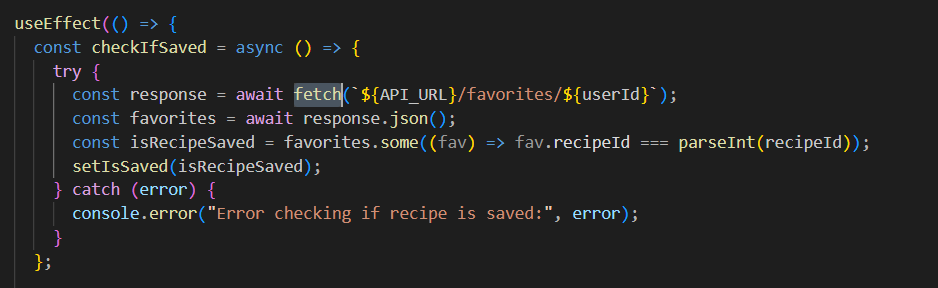 useEffect(() => {
const checkIfSaved = async () => {
try {
const response = await fetch(`${API_URL}/favorites/${userId}`);
const favorites = await response.json();
const isRecipeSaved = favorites.some((fav) => fav.recipeId === parseInt(recipeId));
setIsSaved(isRecipeSaved);
} catch (error) {
console.error("Error checking if recipe is saved:", error);
}
};